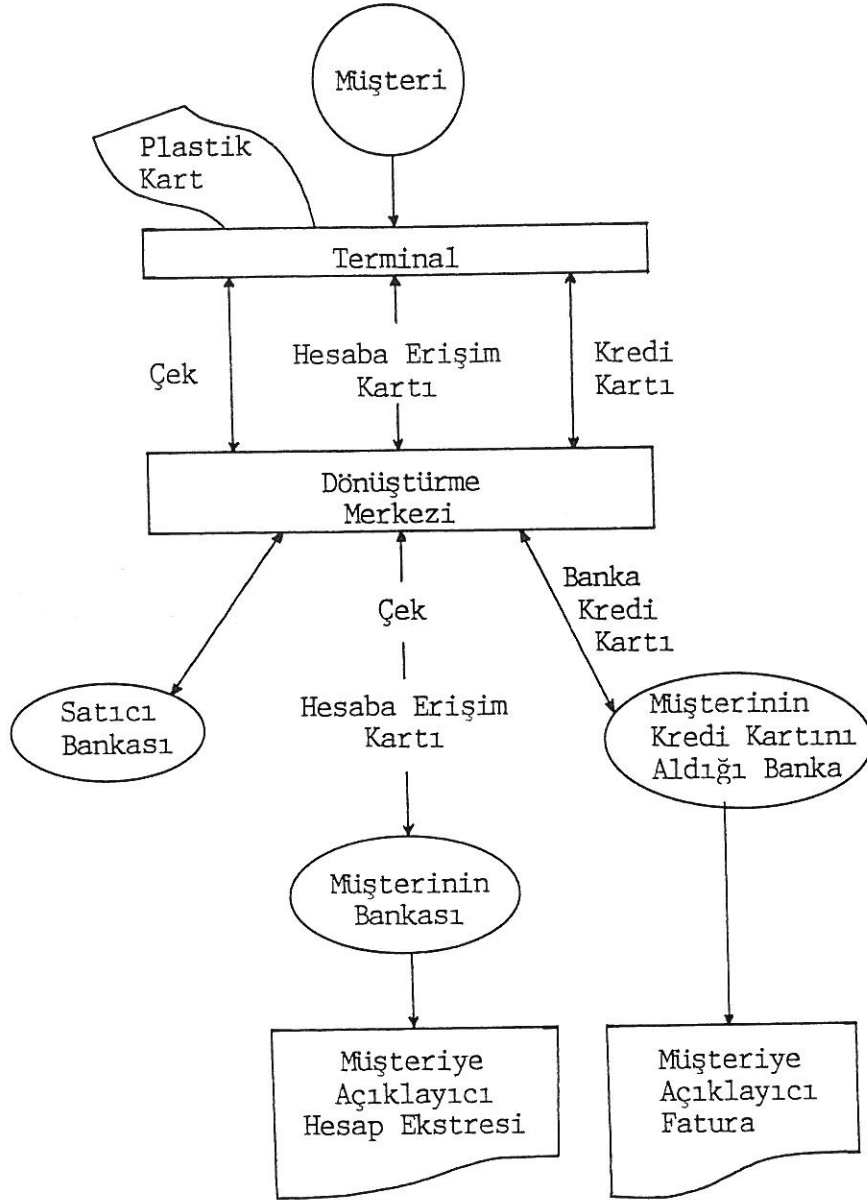 Müşteri
Plastik
Kart
Terminal
Çek
Hesaba Erişim
Kartı
Kredi
Kartı
Dönüştürme
Merkezi
Çek
Hesaba Erişim
Kartı
Banka
Kredi
Kartı
Satıcı
Bankası
Müşterinin
Kredi Kartını
Aldığı Banka
Müşterinin
Bankası
Müşteriye
Açıklayıcı
Hesap Ekstresi
Müşteriye
Açıklayıcı
Fatura